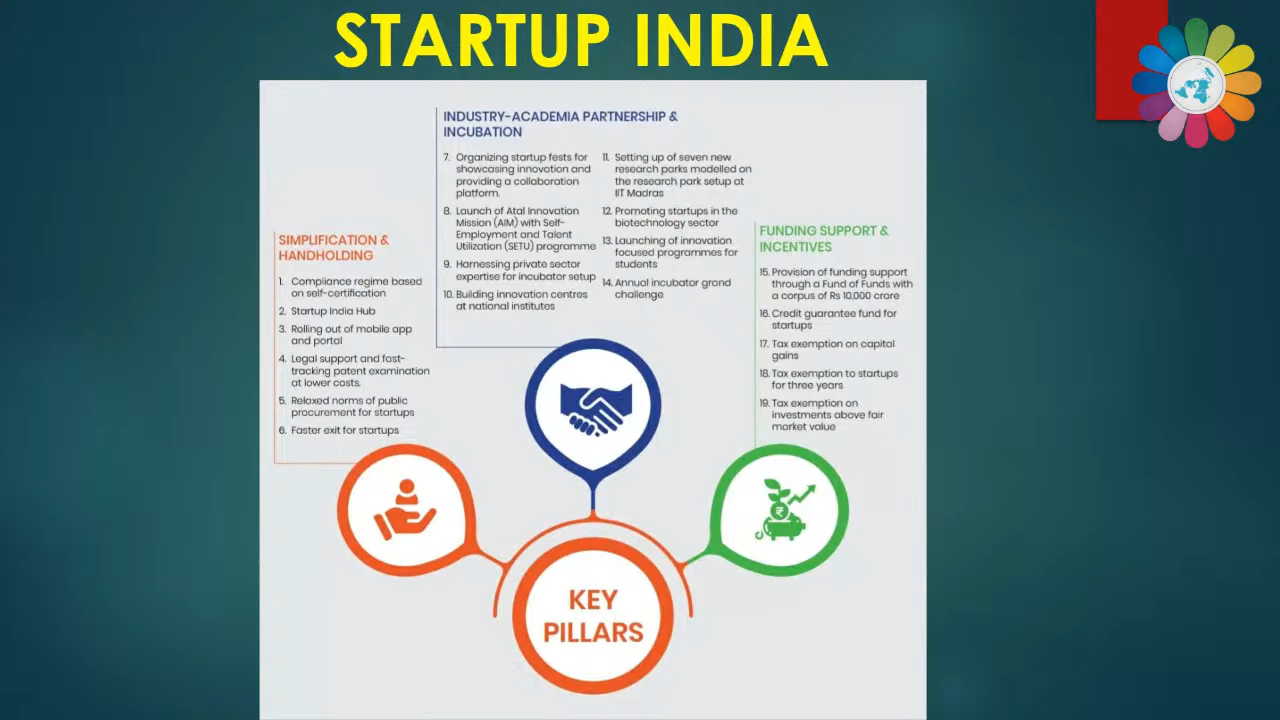 STARTUP INDIA
INDUSTRY-ACADEMIA PARTNERSHIP &
INCUBATION
7. Organizing startup fests for
showcasing innovation and
providing a collaboration
platform.
8. Launch of Atal Innovation
Mission (AIM) with Self-
Employment and Talent
Utilization (SETU) programme
9. Harnessing private sector
expertise for incubator setup
10. Building innovation centres
at national institutes
11. Setting up of seven new
research parks modelled on
the research park setup at
IIT Madras
12. Promoting startups in the
biotechnology sector
13. Launching of innovation
focused programmes for
students
14. Annual incubator grand
challenge
SIMPLIFICATION &
HANDHOLDING
1. Compliance regime based
on self-certification
2. Startup India Hub
3. Rolling out of mobile app
and portal
4. Legal support and fast-
tracking patent examination
at lower costs.
5. Relaxed norms of public
procurement for startups
6. Faster exit for startups
FUNDING SUPPORT &
INCENTIVES
15. Provision of funding support
through a Fund of Funds with
a corpus of Rs 10,000 crore
16. Credit guarantee fund for
startups
17. Tax exemption on capital
gains
18. Tax exemption to startups
for three years
19. Tax exemption on
investments above fair
market value
₹
KEY
PILLARS